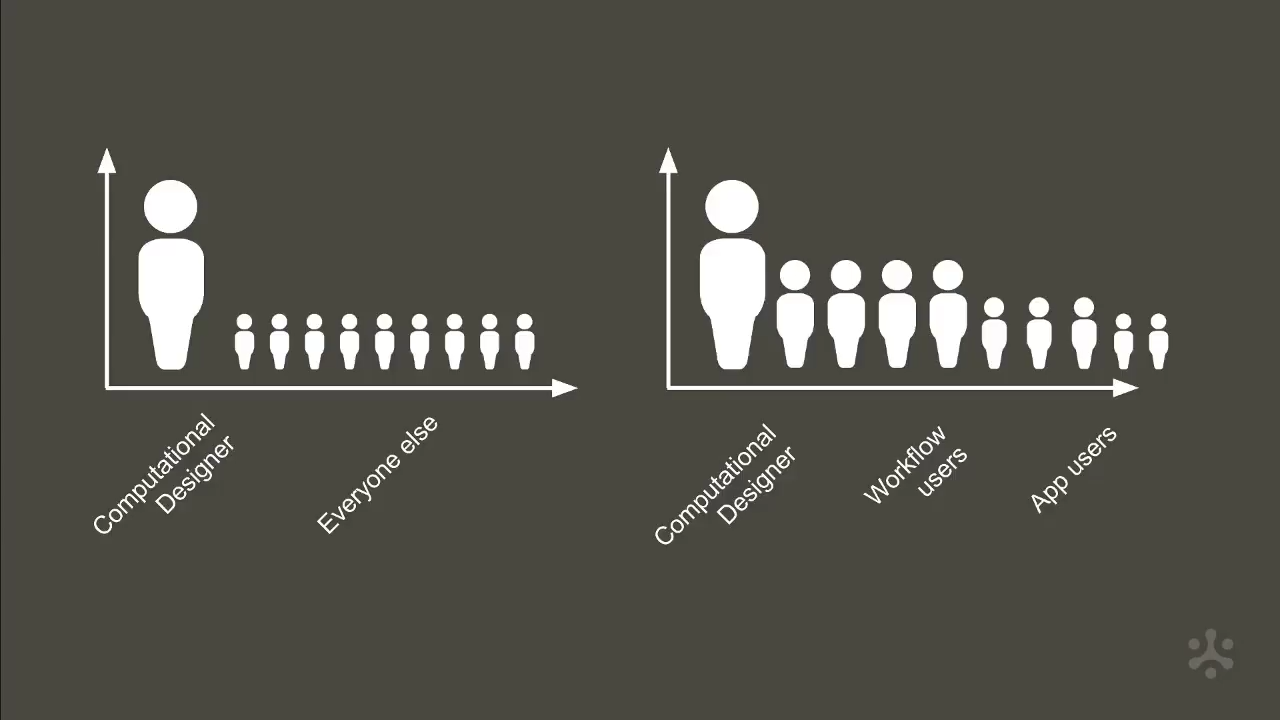 Computational
Designer
Everyone else
Computational
Designer
Workflow
users
App users